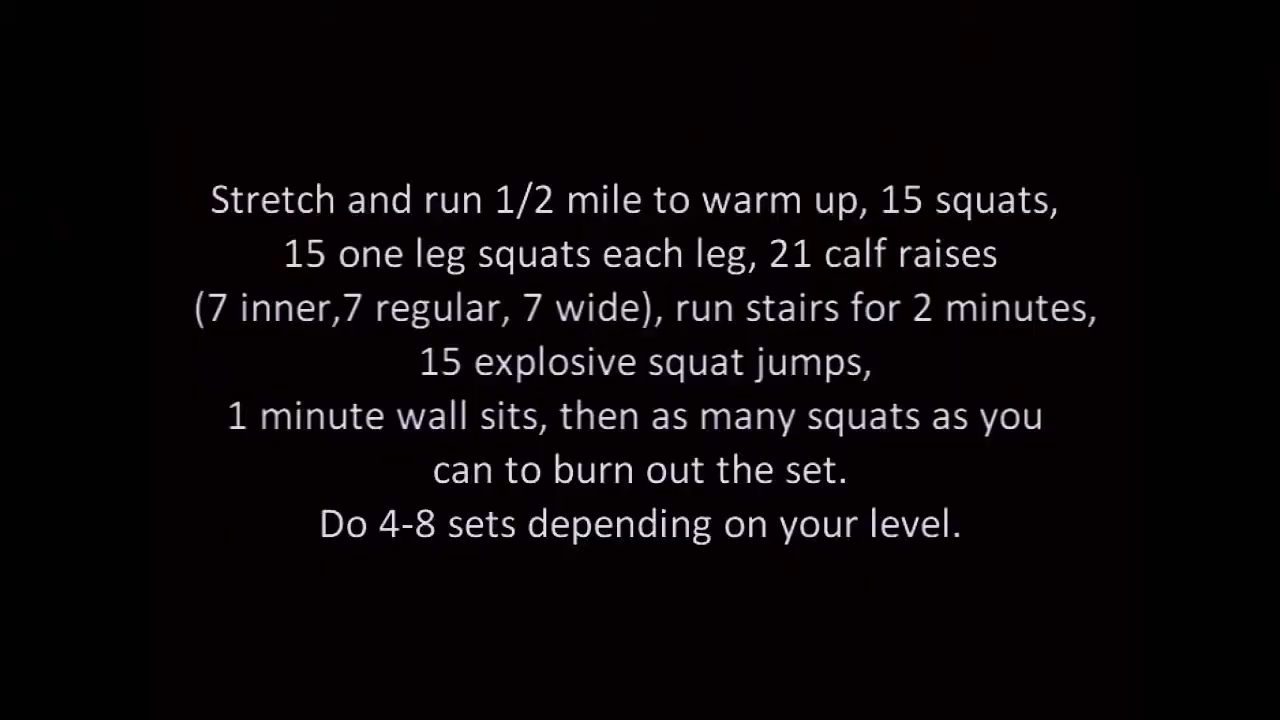 Stretch and run 1/2 mile to warm up, 15 squats,
15 one leg squats each leg, 21 calf raises
(7 inner,7 regular, 7 wide), run stairs for 2 minutes,
15 explosive squat jumps,
1 minute wall sits, then as many squats as you
can to burn out the set.
Do 4-8 sets depending on your level.